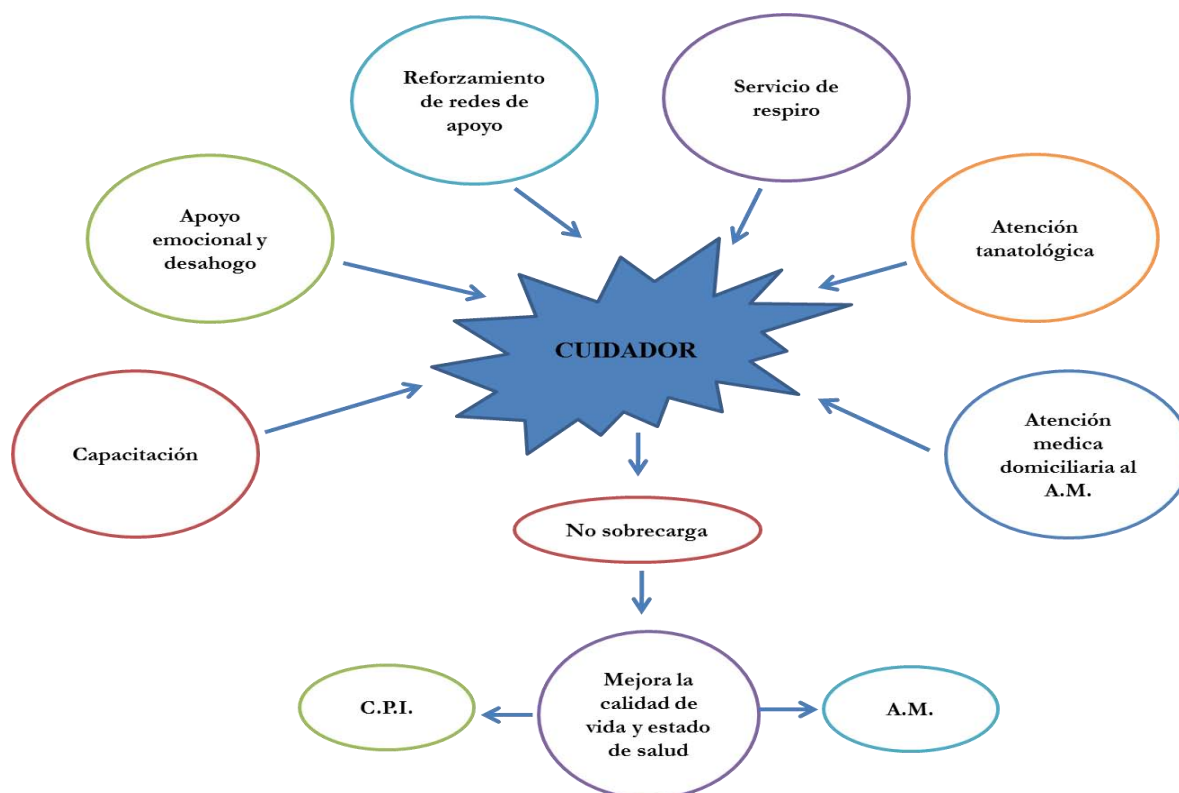 Reforzamiento
de redes de
apoyo
Servicio de
respiro
Apoyo
emocional y
desahogo
Atención
tanatológica
CUIDADOR
Capacitación
Atención
medica
domiciliaria al
A.M.
No sobrecarga
C.P.I.
Mejora la
calidad de
vida y estado
de salud
A.M.